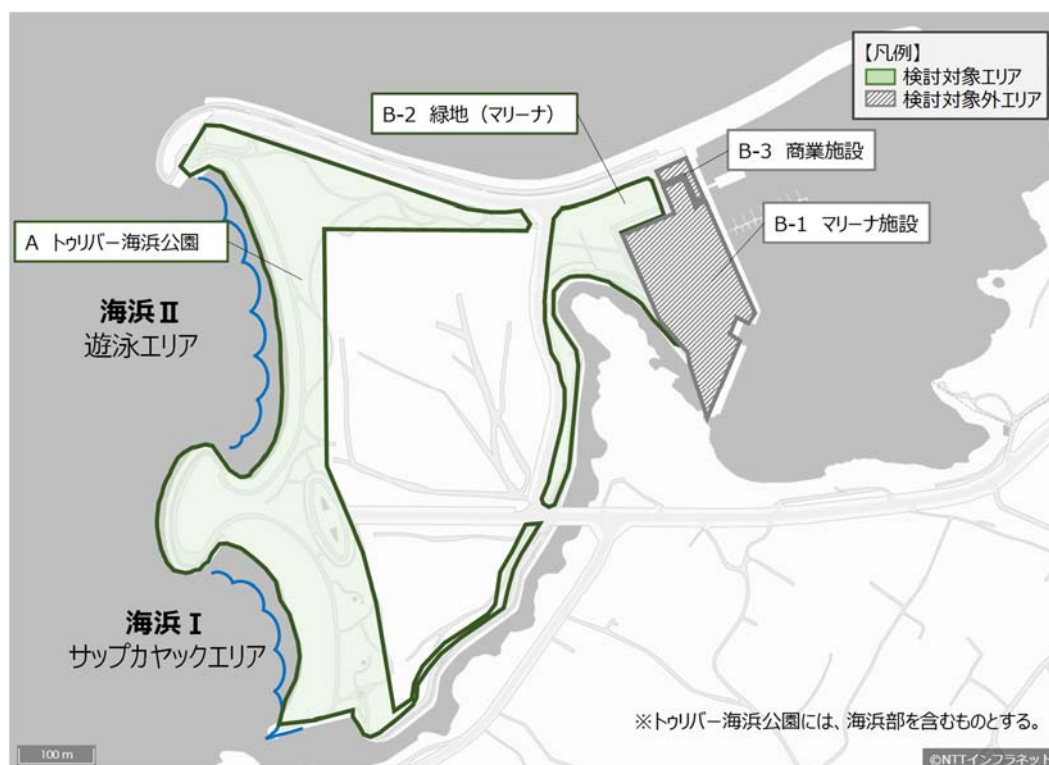 【凡例】
検討対象エリア
検討対象外エリア
B-2 緑地（マリーナ）
B-3 商業施設
B-1 マリーナ施設
A トゥリバー海浜公園
海浜Ⅱ
遊泳エリア
海浜Ⅰ
サップカヤックエリア
※トゥリバー海浜公園には、海浜部を含むものとする。
100 m
©NTTインフラネット